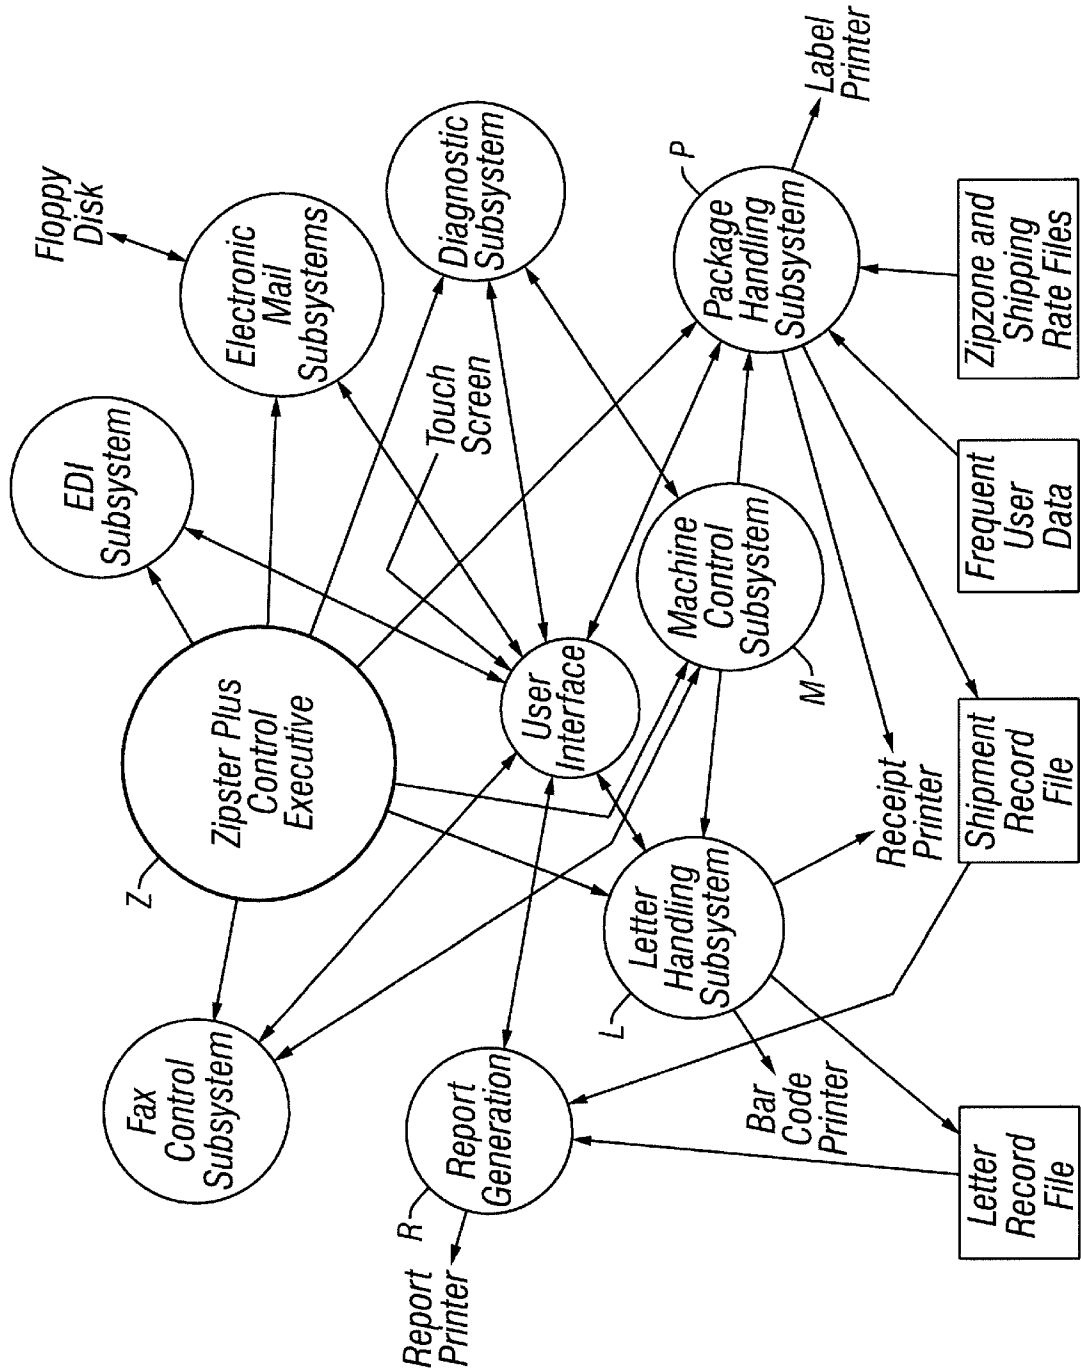 Floppy
Disk
Electronic
Mail
Subsystems
EDI
Subsystem
Diagnostic
Subsystem
Touch
Screen
Label
Printer
P
Package
Handling
Subsystem
Zipzone and
Shipping
Rate Files
Frequent
User
Data
Machine
Control
Subsystem
M
Zipster Plus
Control
Executive
Z
User
Interface
Receipt
Printer
Shipment
Record
File
Letter
Handling
Subsystem
L
Fax
Control
Subsystem
Report
Generation
R
Report
Printer
Bar
Code
Printer
Letter
Record
File